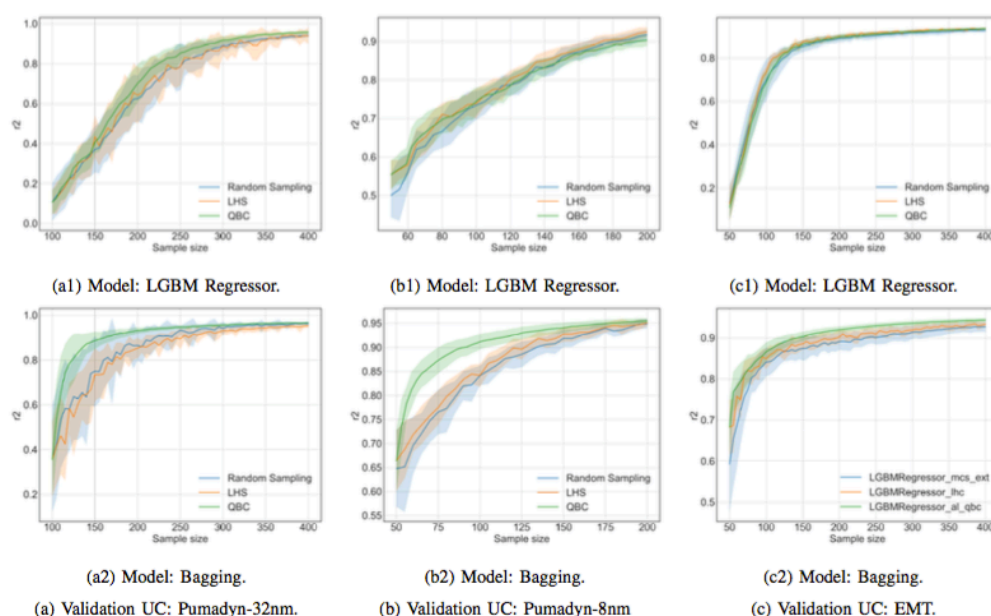 1.0
0.8
0.6
0.4
0.2
0.0
r2
Random Sampling
LHS
QBC
100 150 200 250 300 350 400
Sample size
(a1) Model: LGBM Regressor.
0.9
0.8
0.7
0.6
0.5
r2
Random Sampling
LHS
QBC
60 80 100 120 140 160 180 200
Sample size
(b1) Model: LGBM Regressor.
0.8
0.6
0.4
0.2
r2
Random Sampling
LHS
QBC
50 100 150 200 250 300 350 400
Sample size
(c1) Model: LGBM Regressor.
1.0
0.8
0.6
0.4
0.2
r2
Random Sampling
LHS
QBC
100 150 200 250 300 350 400
Sample size
(a2) Model: Bagging.
0.95
0.90
0.85
0.80
0.75
0.70
0.65
0.60
0.55
r2
Random Sampling
LHS
QBC
50 75 100 125 150 175 200
Sample size
(b2) Model: Bagging.
0.9
0.8
0.7
0.9
0.5
r2
LGBMRegressor_mcs_ext
LGBMRegressor_lhc
LGBMRegressor_al_qbc
50 100 150 200 250 300 350 400
Sample size
(c2) Model: Bagging.
(a) Validation UC: Pumadyn-32nm.
(b) Validation UC: Pumadyn-8nm
(c) Validation UC: EMT.